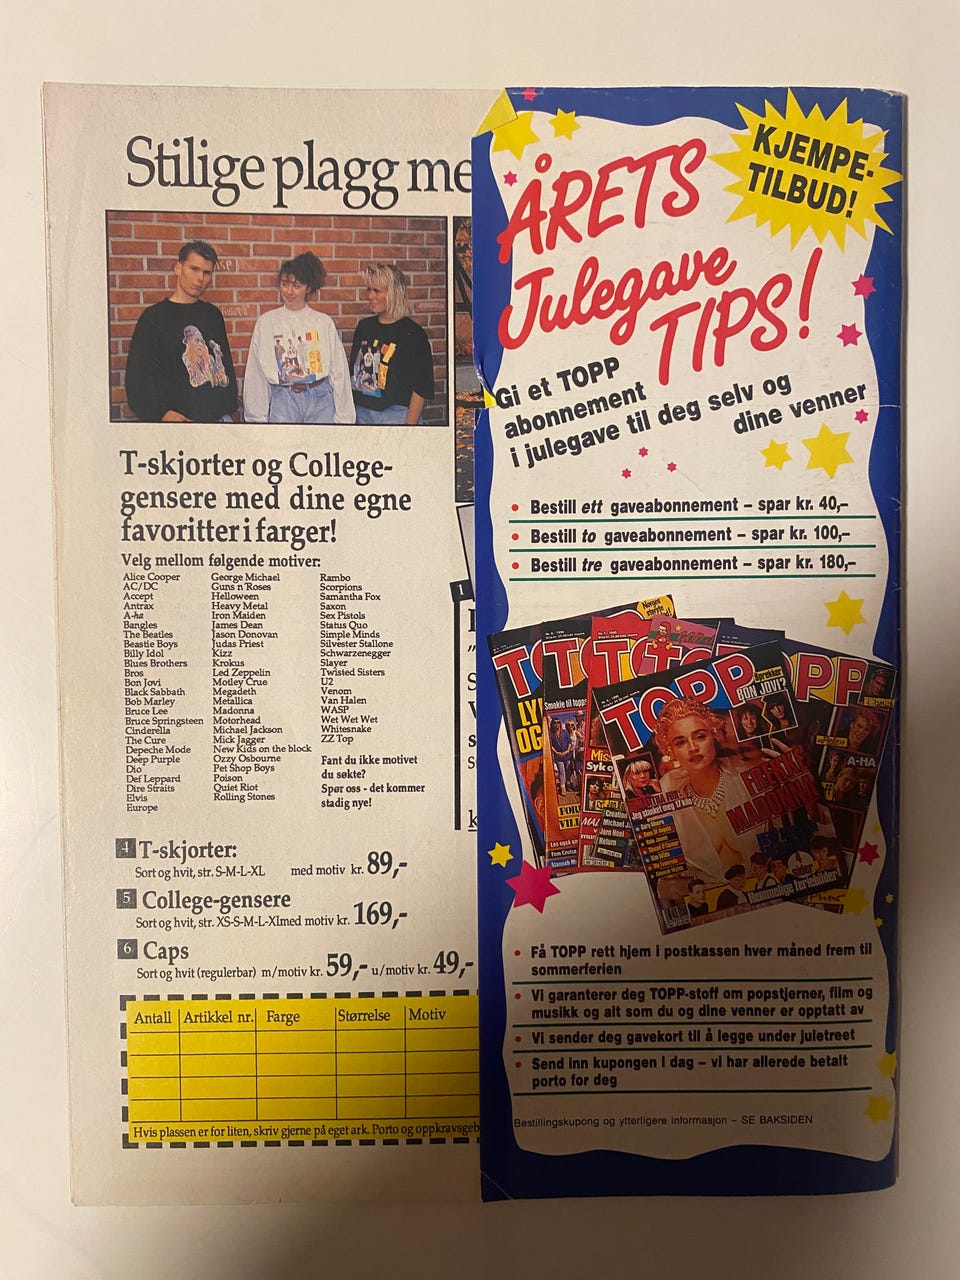 Stilige plagg me
T-skjorter og College-
gensere med dine egne
favoritter i farger!
Velg mellom følgende motiver:
Alice Cooper
AC/DC
Accept
Antrax
A-ha
Bangles
The Beatles
Beastie Boys
Billy Idol
Blues Brothers
Bros
Bon Jovi
Black Sabbath
Bob Marley
Bruce Lee
Bruce Springsteen
Cinderella
The Cure
Depeche Mode
Deep Purple
Dio
Def Leppard
Dire Straits
Elvis
Europe
George Michael
Guns n'Roses
Helloween
Heavy Metal
Iron Maiden
James Dean
Jason Donovan
Judas Priest
Kizz
Krokus
Led Zeppelin
Motley Crue
Megadeth
Metallica
Madonna
Motorhead
Michael Jackson
Mick Jagger
New Kids on the block
Ozzy Osbourne
Pet Shop Boys
Poison
Quiet Riot
Rolling Stones
Rambo
Scorpions
Samantha Fox
Saxon
Sex Pistols
Status Quo
Simple Minds
Silvester Stallone
Schwarzenegger
Slayer
Twisted Sisters
U2
Venom
Van Halen
WASP
Wet Wet Wet
Whitesnake
ZZ Top
Fant du ikke motivet
du søkte?
Spør oss - det kommer
stadig nye!
4 T-skjorter:
Sort og hvit, str. S-M-L-XL med motiv kr. 89,-
5 College-gensere
Sort og hvit, str. XS-S-M-L-XLmed motiv kr. 169,-
6 Caps
Sort og hvit (regulerbar) m/motiv kr. 59,- u/motiv kr. 49,-
Antall Artikkel nr. Farge Størrelse Motiv
Hvis plassen er for liten, skriv gjerne på eget ark. Porto og oppkravsgeb
1
KJEMPE-
TILBUD!
ÅRETS
Julegave
TIPS!
Gi et TOPP
abonnement
i julegave til deg selv og
dine venner
• Bestill ett gaveabonnement – spar kr. 40,–
• Bestill to gaveabonnement – spar kr. 100,–
• Bestill tre gaveabonnement – spar kr. 180,–
TOPP
BON JOVI?
A-HA
Hemmelige feriebilder!
• Få TOPP rett hjem i postkassen hver måned frem til
sommerferien
• Vi garanterer deg TOPP-stoff om popstjerner, film og
musikk og alt som du og dine venner er opptatt av
• Vi sender deg gavekort til å legge under juletreet
• Send inn kupongen i dag – vi har allerede betalt
porto for deg
Bestillingskupong og ytterligere informasjon – SE BAKSIDEN